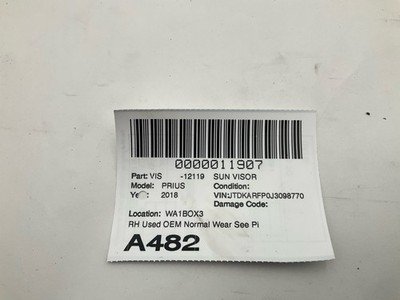 0000011907
Part: VIS -12119 SUN VISOR
Model: PRIUS Condition:
Year: 2018 VIN:JTDKARFP0J3098770
Damage Code:
Location: WA1BOX3
RH Used OEM Normal Wear See Pi
A482